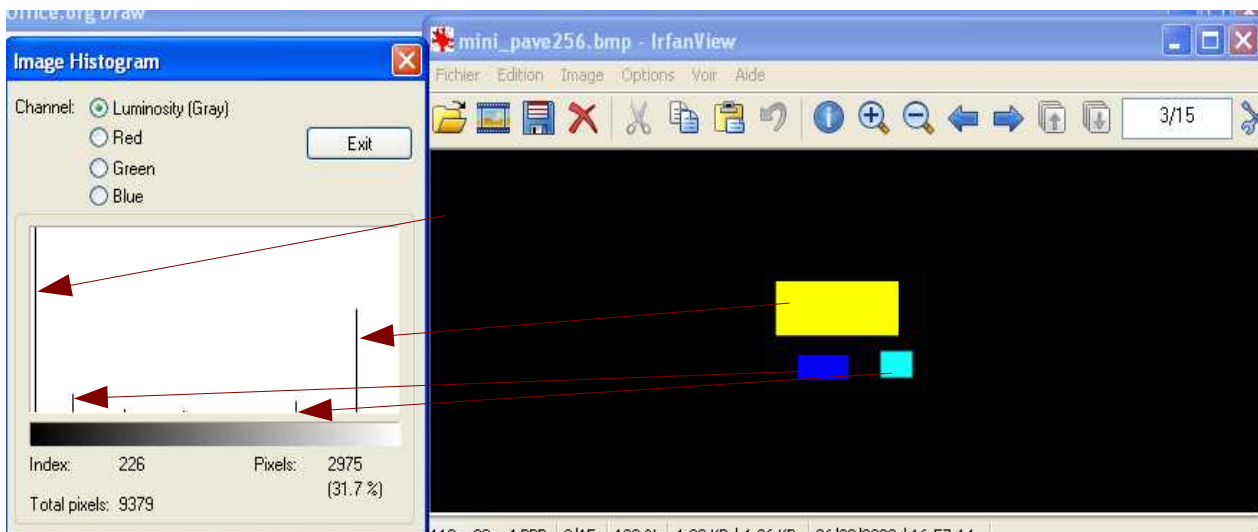 Office.org Draw
Image Histogram
Channel:
Luminosity (Gray)
Red
Green
Blue
Exit
Index: 226
Pixels: 2975
(31.7 %)
Total pixels: 9379
mini_pave256.bmp - IrfanView
Fichier Edition Image Options Voir Aide
3/15